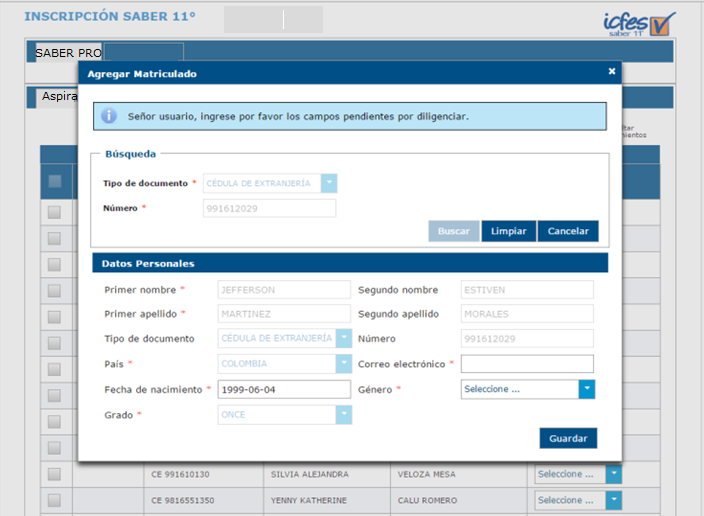 INSCRIPCIÓN SABER 11°
icfes
saber 11°
SABER PRO
Agregar Matriculado
Aspira
Señor usuario, ingrese por favor los campos pendientes por diligenciar.
Búsqueda
Tipo de documento * CÉDULA DE EXTRANJERÍA
Número * 991612029
Buscar Limpiar Cancelar
Datos Personales
Primer nombre * JEFFERSON Segundo nombre ESTIVEN
Primer apellido * MARTINEZ Segundo apellido MORALES
Tipo de documento CÉDULA DE EXTRANJERÍA Número 991612029
País * COLOMBIA Correo electrónico *
Fecha de nacimiento * 1999-06-04 Género * Seleccione ...
Grado * ONCE
Guardar
CE 991610130 SILVIA ALEJANDRA VELOZA MESA Seleccione ...
CE 9816551350 YENNY KATHERINE CALU ROMERO Seleccione ...